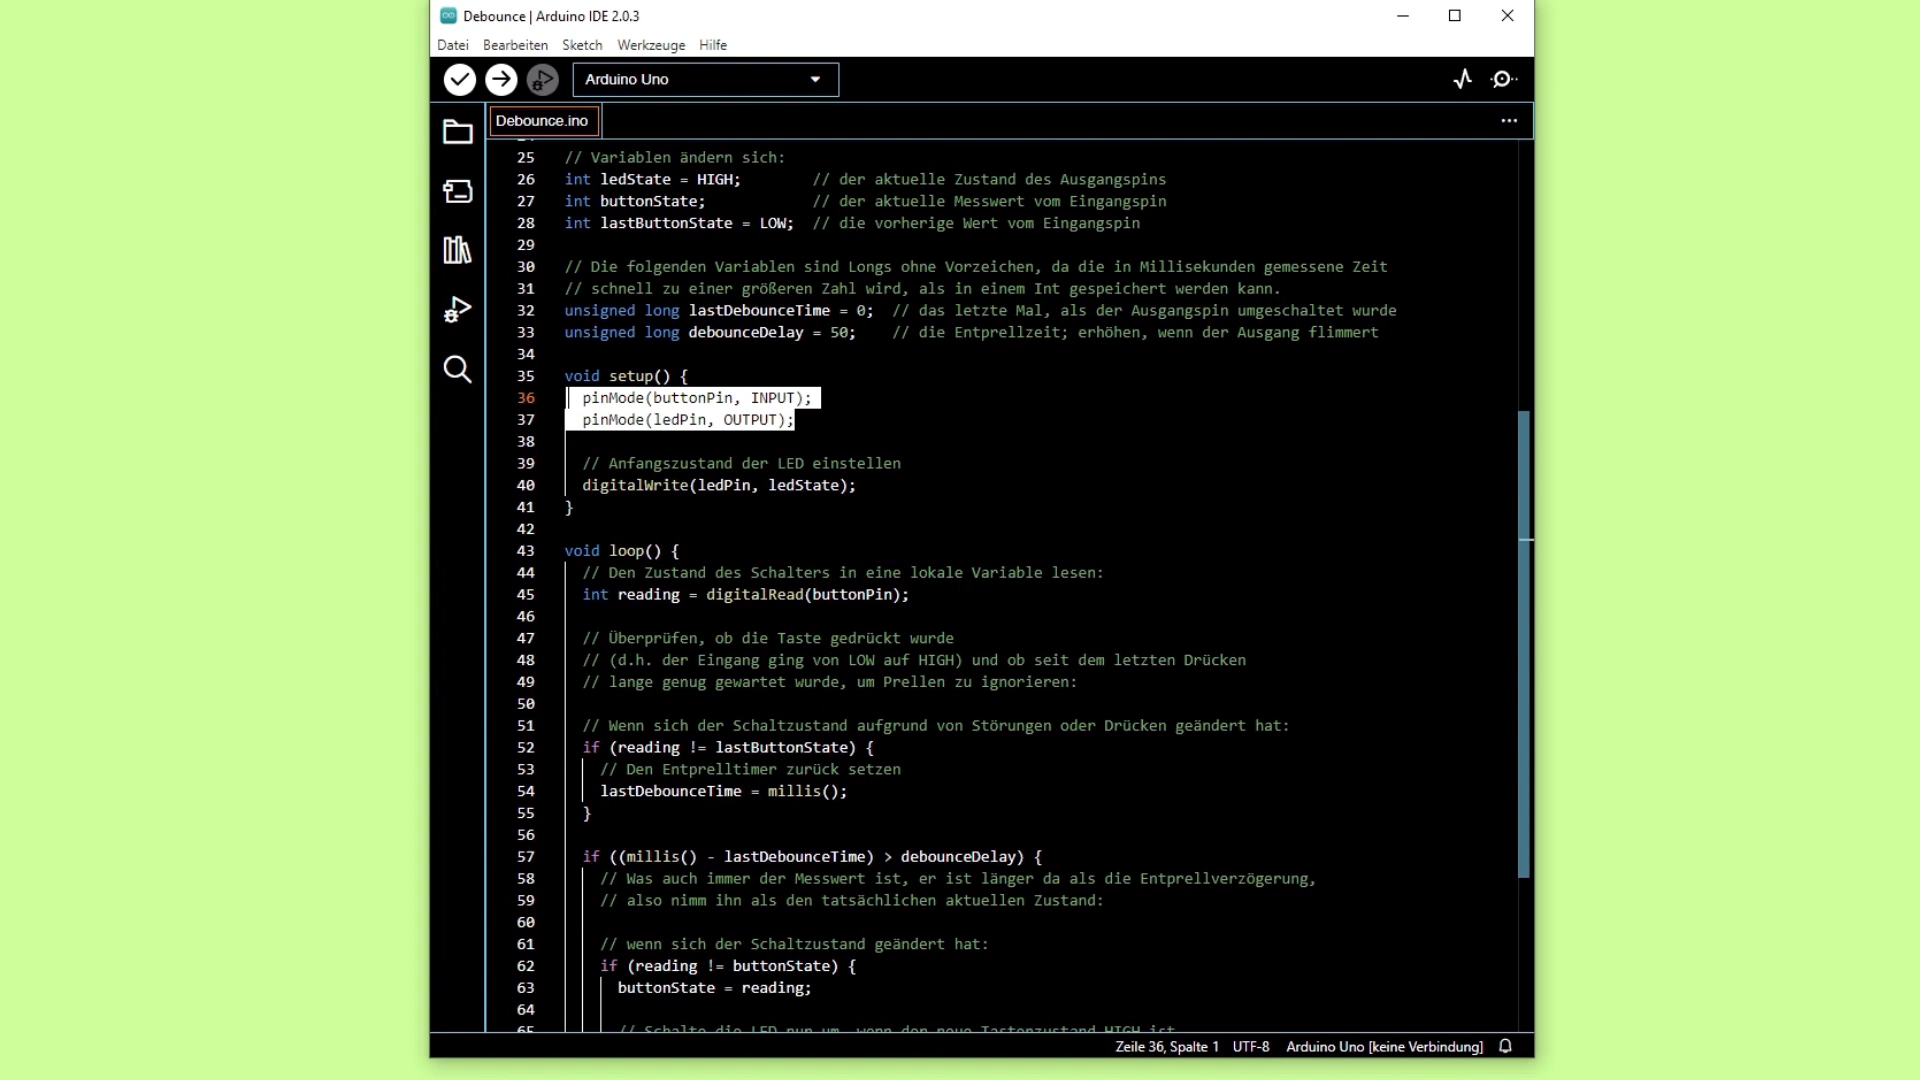 Debounce | Arduino IDE 2.0.3
Datei Bearbeiten Sketch Werkzeuge Hilfe
Arduino Uno
Debounce.ino
25 // Variablen ändern sich:
26 int ledState = HIGH; // der aktuelle Zustand des Ausgangspins
27 int buttonState; // der aktuelle Messwert vom Eingangspin
28 int lastButtonState = LOW; // die vorherige Wert vom Eingangspin
29
30 // Die folgenden Variablen sind Longs ohne Vorzeichen, da die in Millisekunden gemessene Zeit
31 // schnell zu einer größeren Zahl wird, als in einem Int gespeichert werden kann.
32 unsigned long lastDebounceTime = 0; // das letzte Mal, als der Ausgangspin umgeschaltet wurde
33 unsigned long debounceDelay = 50; // die Entprellzeit; erhöhen, wenn der Ausgang flimmert
34
35 void setup() {
36 pinMode(buttonPin, INPUT);
37 pinMode(ledPin, OUTPUT);
38
39 // Anfangszustand der LED einstellen
40 digitalWrite(ledPin, ledState);
41 }
42
43 void loop() {
44 // Den Zustand des Schalters in eine lokale Variable lesen:
45 int reading = digitalRead(buttonPin);
46
47 // Überprüfen, ob die Taste gedrückt wurde
48 // (d.h. der Eingang ging von LOW auf HIGH) und ob seit dem letzten Drücken
49 // lange genug gewartet wurde, um Prellen zu ignorieren:
50
51 // Wenn sich der Schaltzustand aufgrund von Störungen oder Drücken geändert hat:
52 if (reading != lastButtonState) {
53 // Den Entprelltimer zurück setzen
54 lastDebounceTime = millis();
55 }
56
57 if ((millis() - lastDebounceTime) > debounceDelay) {
58 // Was auch immer der Messwert ist, er ist länger da als die Entprellverzögerung,
59 // also nimm ihn als den tatsächlichen aktuellen Zustand:
60
61 // wenn sich der Schaltzustand geändert hat:
62 if (reading != buttonState) {
63 buttonState = reading;
64
65 // Schalte die LED nur um, wenn der neue Tastenzustand HIGH ist
Zeile 36, Spalte 1 UTF-8 Arduino Uno [keine Verbindung]